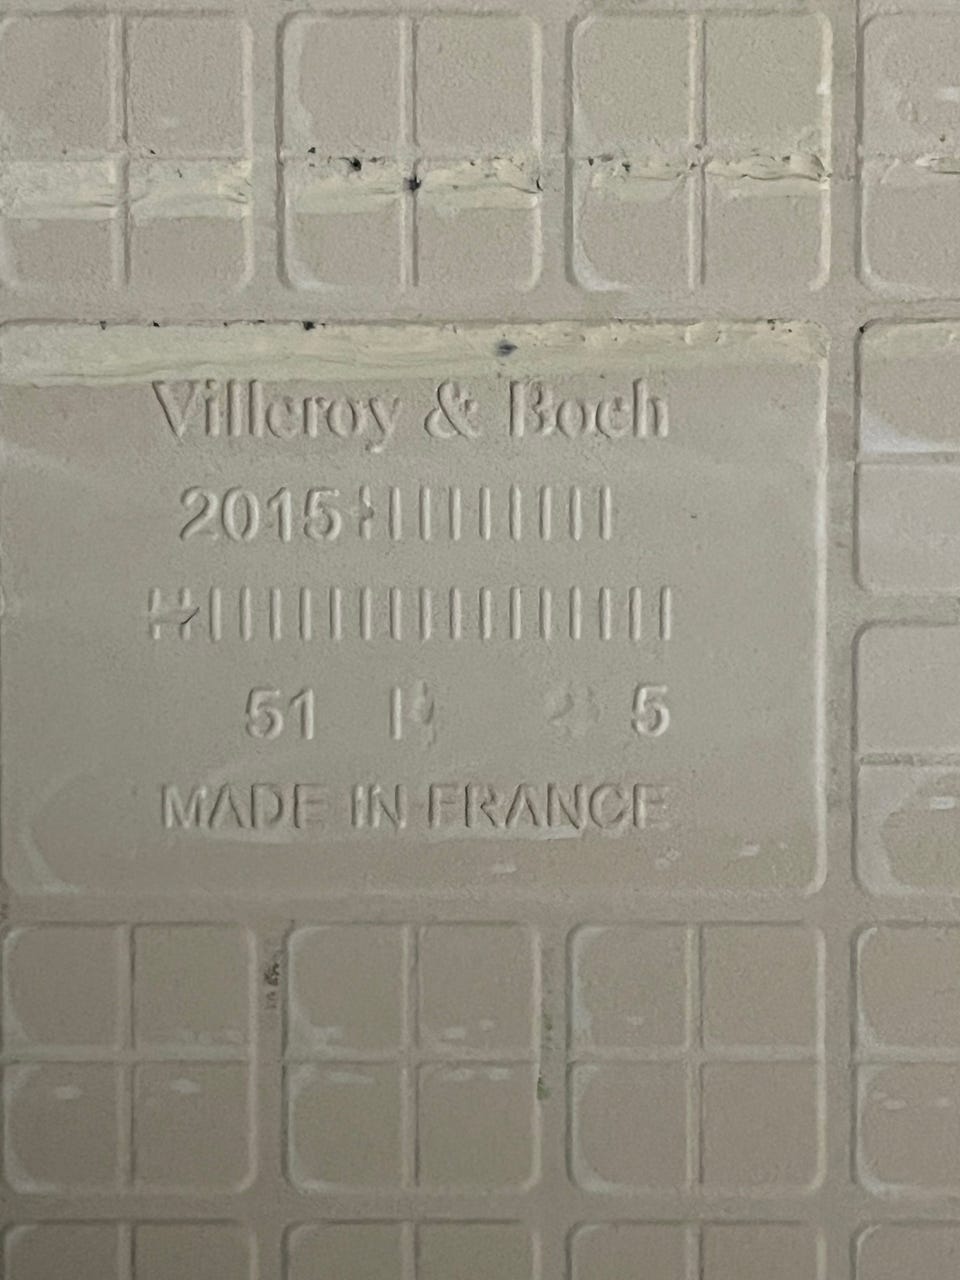 Villeroy & Boch
2015
51 5
MADE IN FRANCE